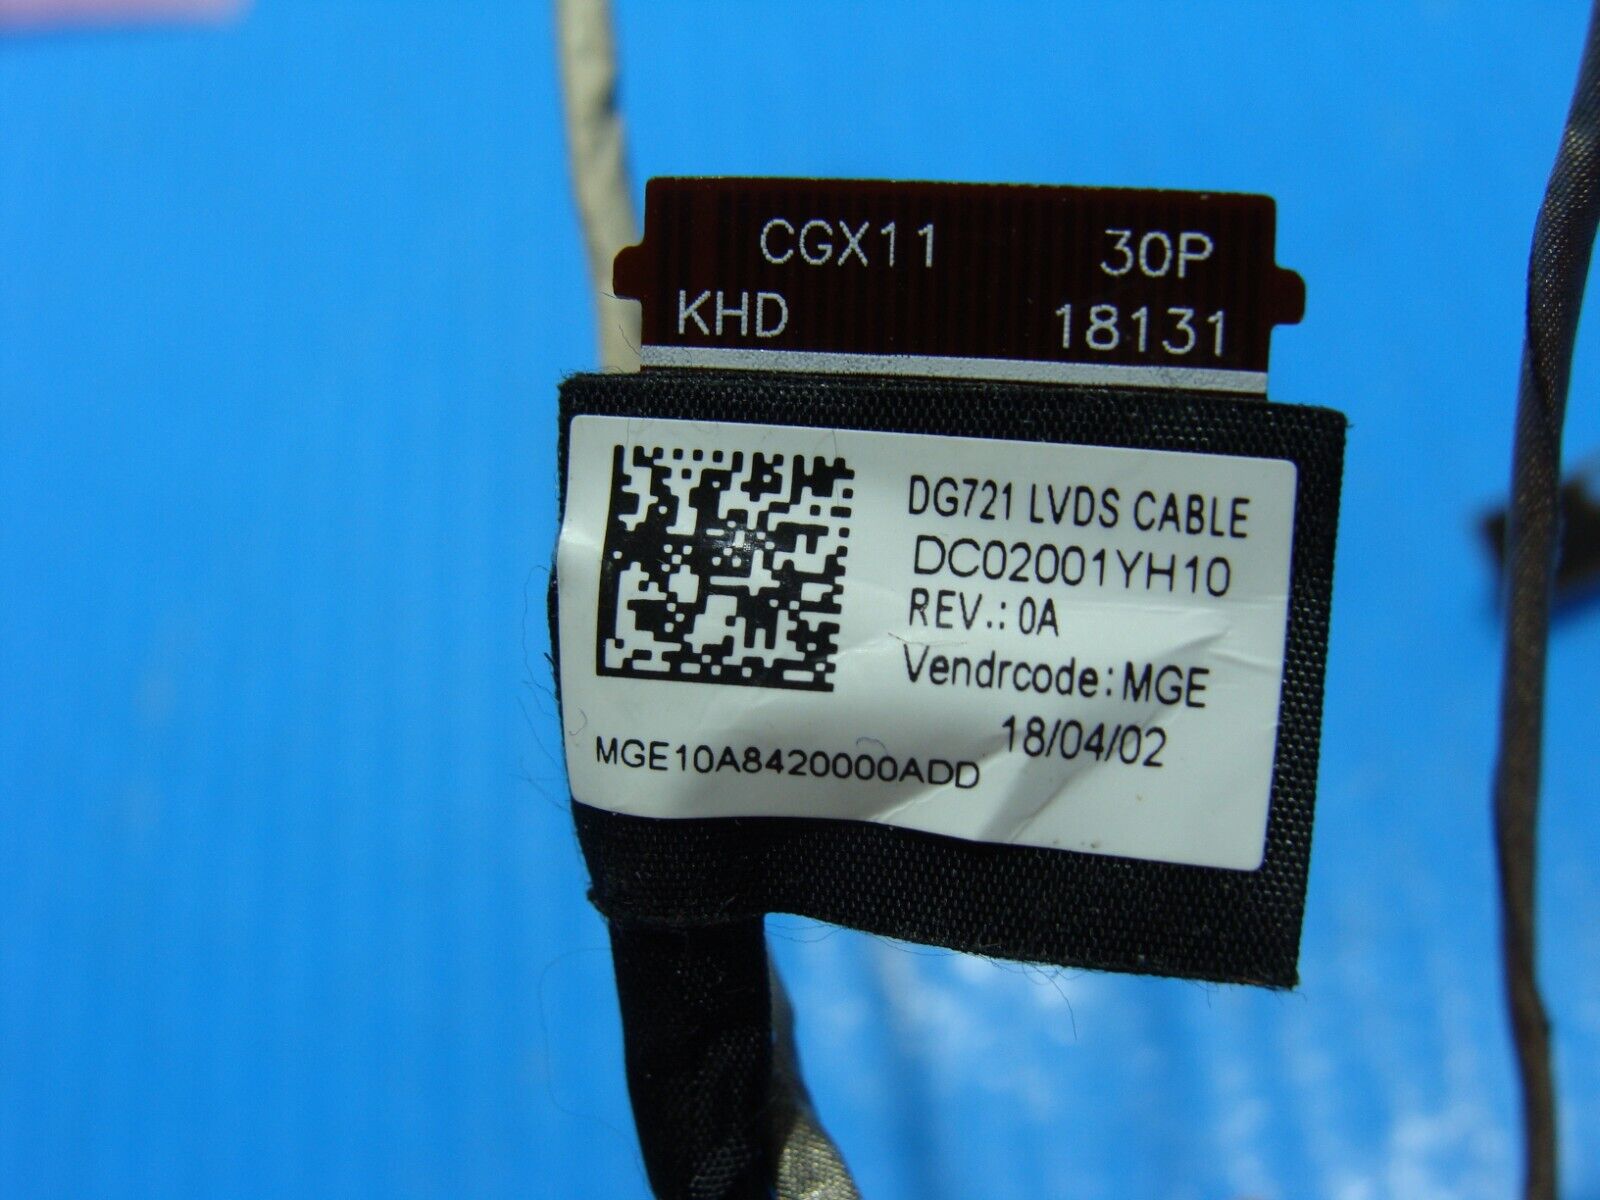 CGX11 30P
KHD 18131
DG721 LVDS CABLE
DC02001YH10
REV.: 0A
Vendrcode: MGE
18/04/02
MGE10A8420000ADD